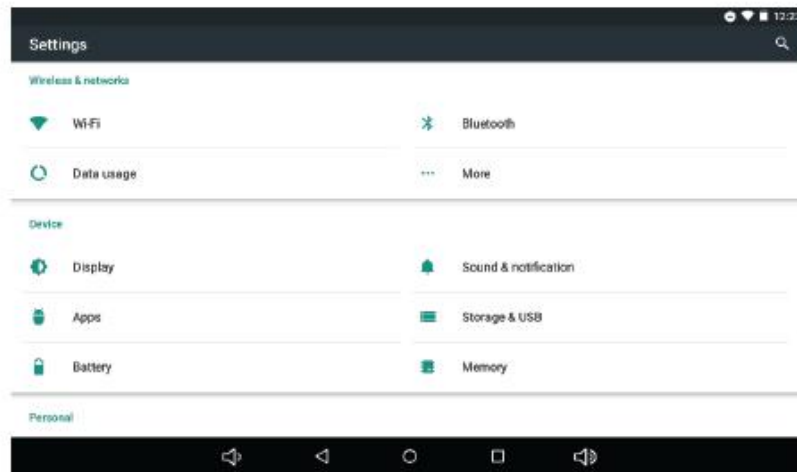 12:2
Settings
Wireless & networks
Wi-Fi
Bluetooth
Data usage
More
Device
Display
Sound & notification
Apps
Storage & USB
Battery
Memory
Personal